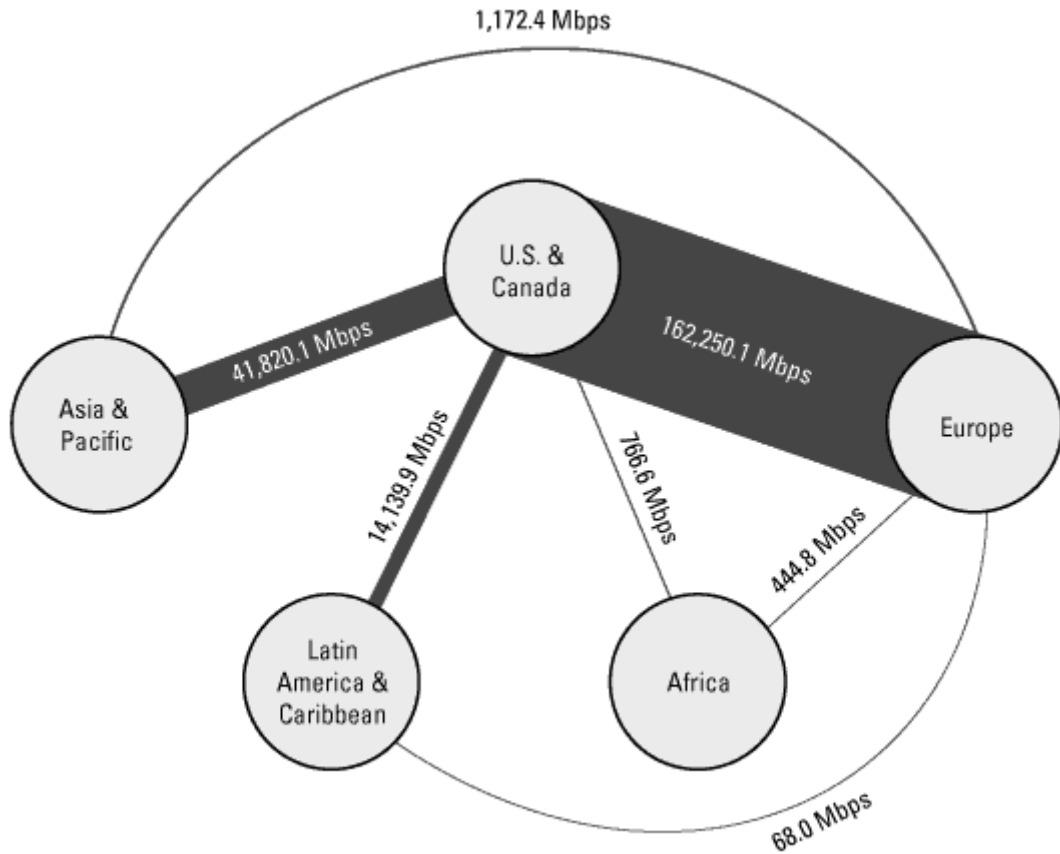 1,172.4 Mbps
U.S. &
Canada
162,250.1 Mbps
41,820.1 Mbps
Asia &
Pacific
Europe
14,139.9 Mbps
766.6 Mbps
444.8 Mbps
Latin
America &
Caribbean
Africa
68.0 Mbps